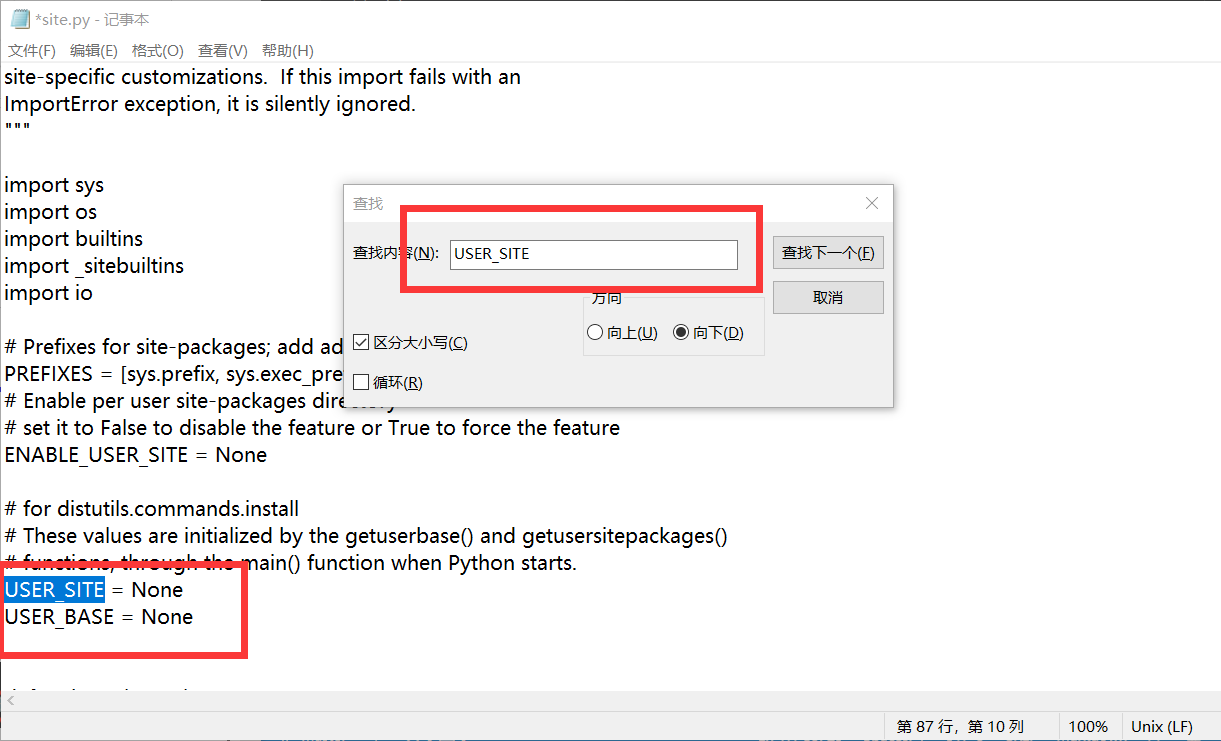 *site.py - 记事本
文件(F) 编辑(E) 格式(O) 查看(V) 帮助(H)
site-specific customizations.  If this import fails with an
ImportError exception, it is silently ignored.
"""
import sys
import os
import builtins
import _sitebuiltins
import io
# Prefixes for site-packages; add ad
PREFIXES = [sys.prefix, sys.exec_pre
# Enable per user site-packages directory
# set it to False to disable the feature or True to force the feature
ENABLE_USER_SITE = None
# for distutils.commands.install
# These values are initialized by the getuserbase() and getusersitepackages()
# functions, through the main() function when Python starts.
USER_SITE = None
USER_BASE = None
查找
查找内容(N): USER_SITE
查找下一个(F)
取消
方向
向上(U) 向下(D)
区分大小写(C)
循环(R)
第 87 行，第 10 列 100% Unix (LF)